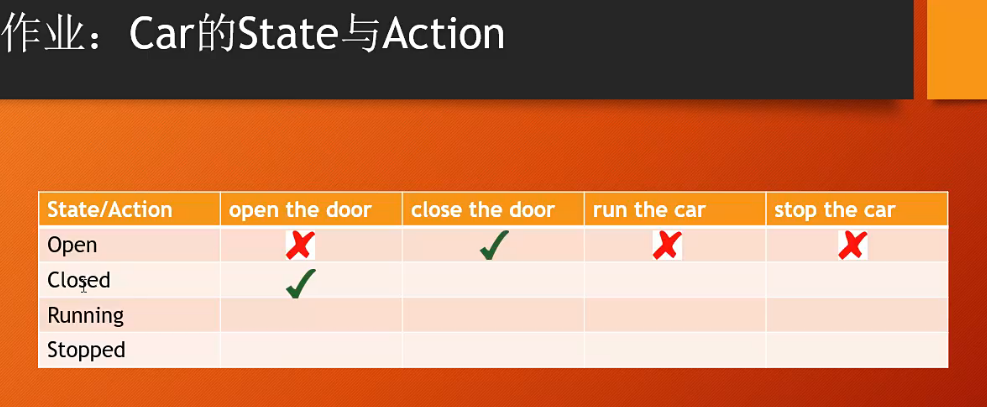 作业：Car的State与Action
State/Action open the door close the door run the car stop the car
Open
Closed
Running
Stopped